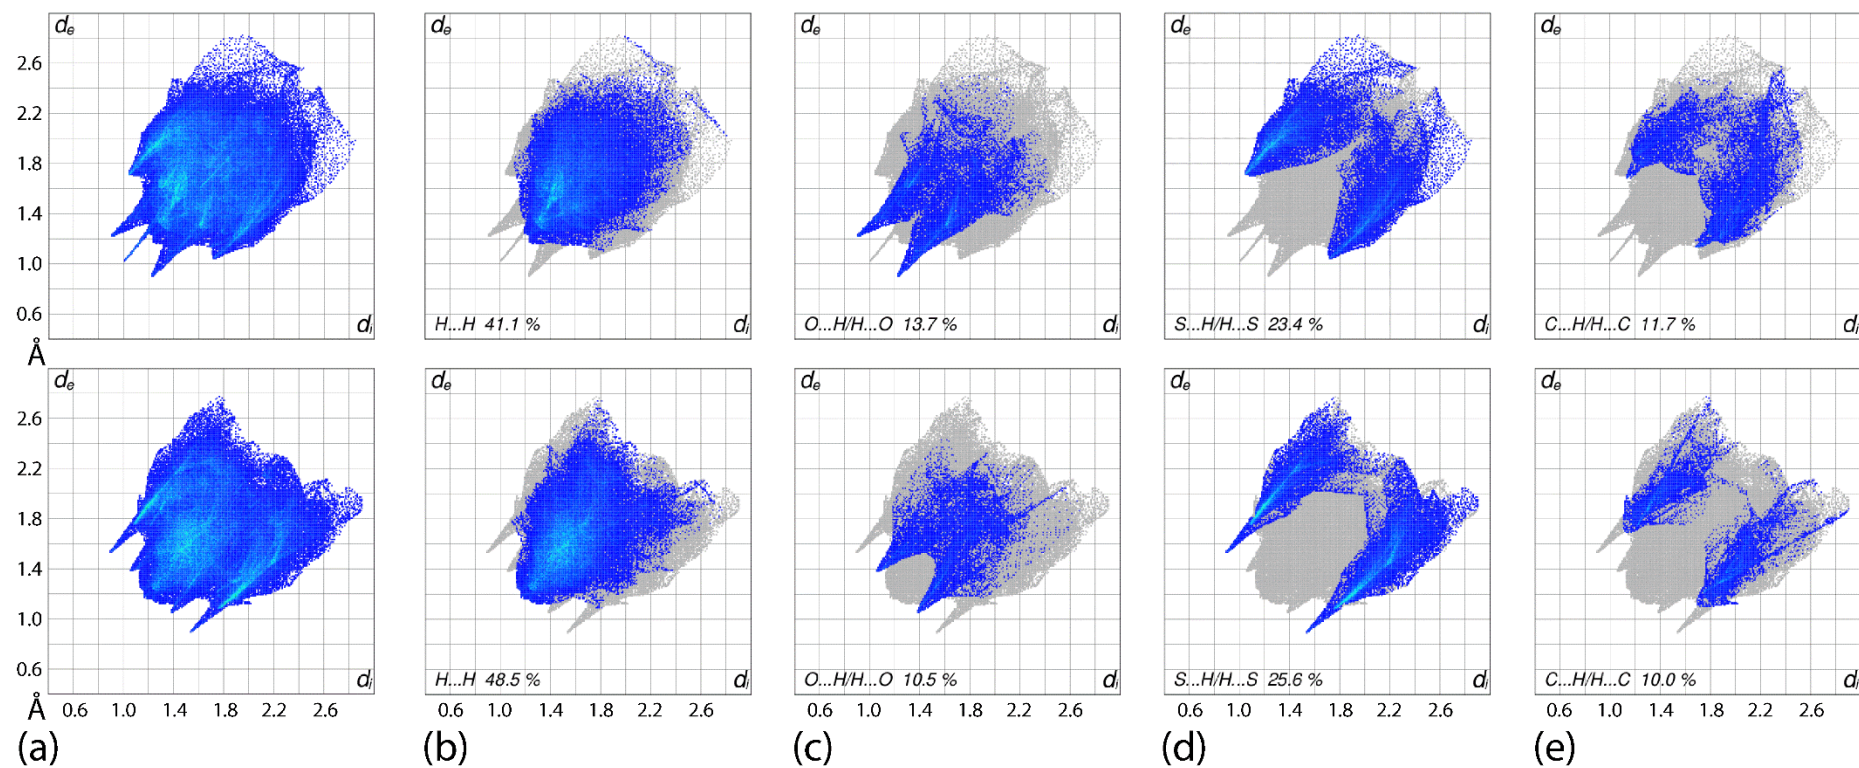 dₑ dₑ dₑ dₑ dₑ
2.6
2.2
1.8
1.4
1.0
0.6
dᵢ
H...H 41.1 % dᵢ
O...H/H...O 13.7 % dᵢ
S...H/H...S 23.4 % dᵢ
C...H/H...C 11.7 % dᵢ
Å
dₑ dₑ dₑ dₑ dₑ
2.6
2.2
1.8
1.4
1.0
0.6
dᵢ
H...H 48.5 % dᵢ
O...H/H...O 10.5 % dᵢ
S...H/H...S 25.6 % dᵢ
C...H/H...C 10.0 % dᵢ
Å
0.6 1.0 1.4 1.8 2.2 2.6
1.0 1.4 1.8 2.2 2.6
0.6 1.0 1.4 1.8 2.2 2.6
0.6 1.0 1.4 1.8 2.2 2.6
0.6 1.0 1.4 1.8 2.2 2.6
(a) (b) (c) (d) (e)